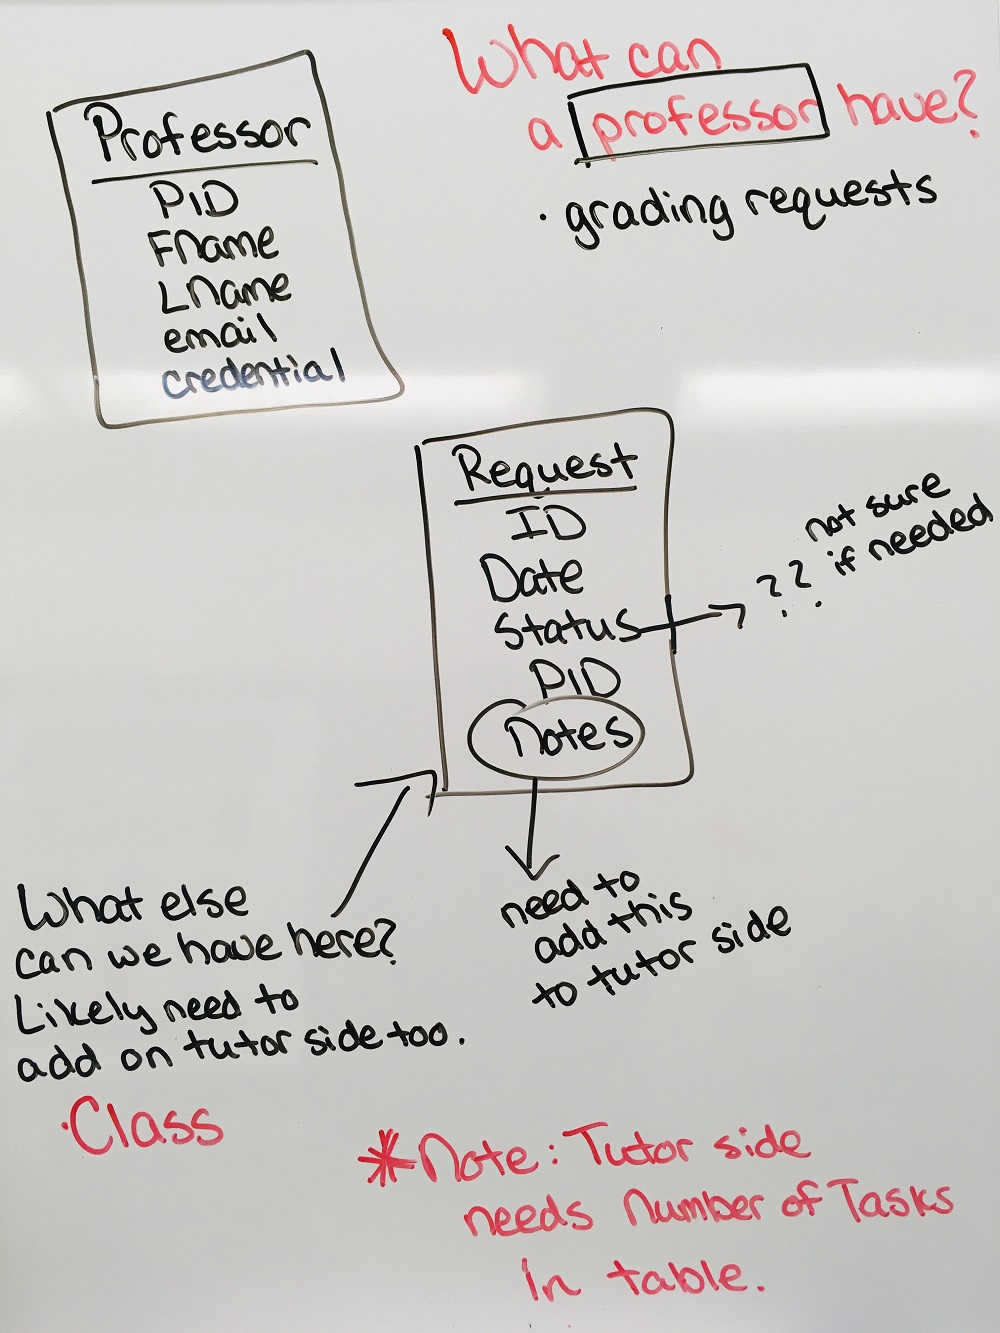 What can
a professor have?
· grading requests
Professor
PID
FName
LName
email
credential
Request
ID
Date
Status
PID
Notes
?? not sure
if needed
need to
add this
to tutor side
What else
can we have here?
Likely need to
add on tutor side too.
· Class
* Note: Tutor side
needs Number of Tasks
in table.